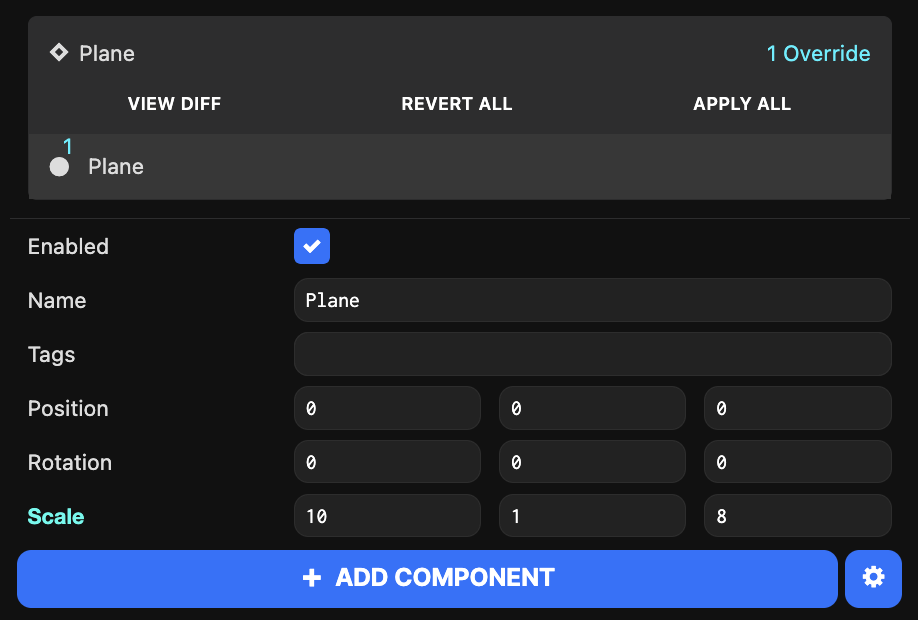 Plane 1 Override
VIEW DIFF REVERT ALL APPLY ALL
1
Plane
Enabled
Name Plane
Tags
Position 0 0 0
Rotation 0 0 0
Scale 10 1 8
+ ADD COMPONENT